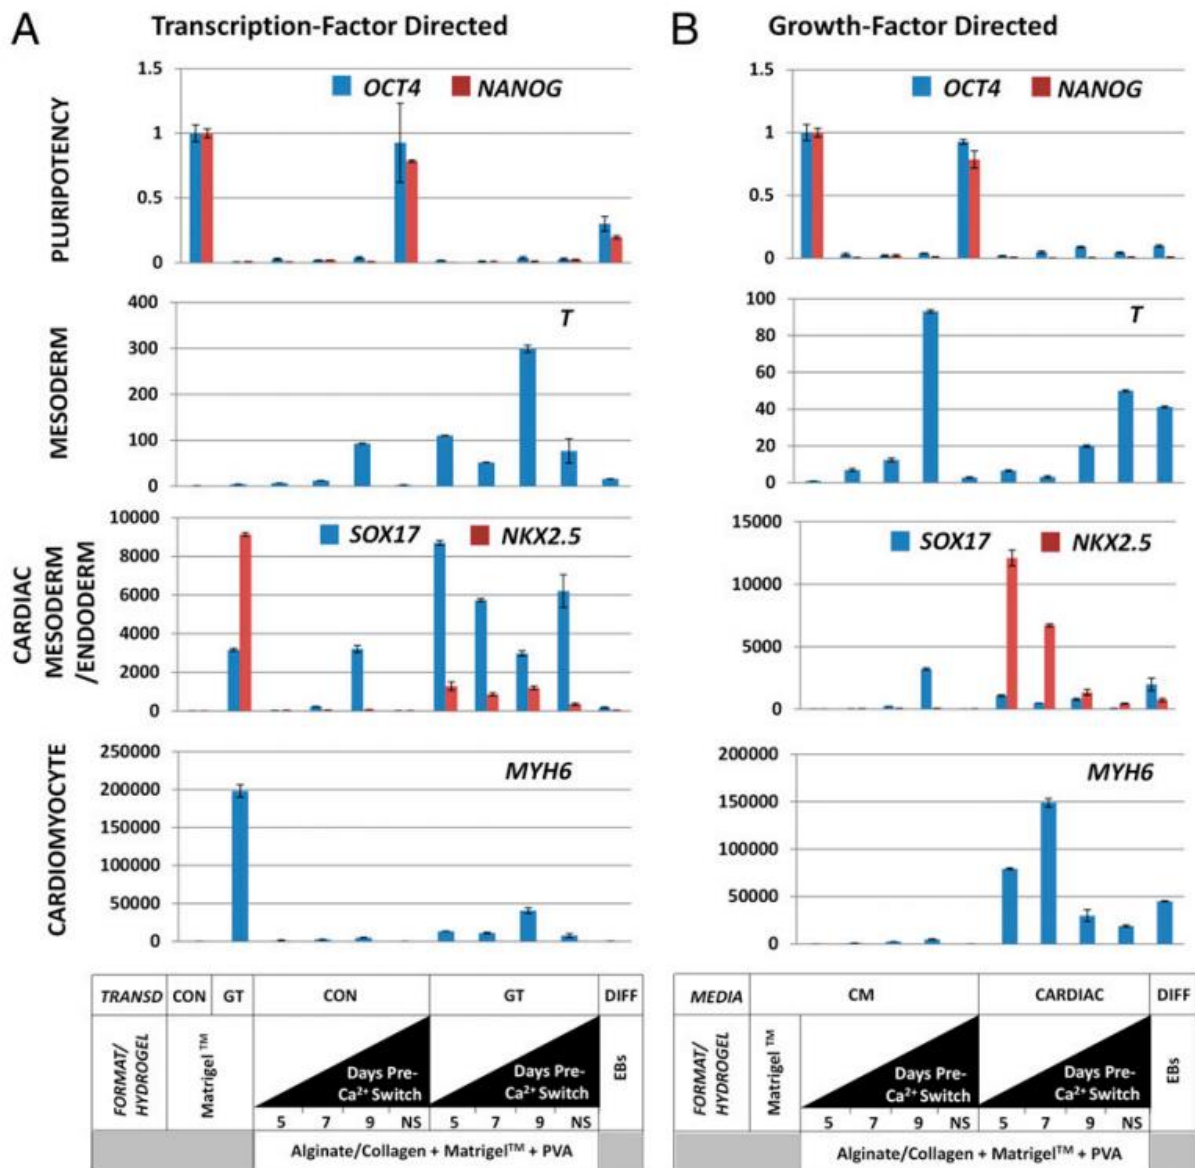 A Transcription-Factor Directed
PLURIPOTENCY
OCT4 NANOG
1.5
1
0.5
0
MESODERM
T
400
300
200
100
0
CARDIAC
MESODERM
/ENDODERM
SOX17 NKX2.5
10000
8000
6000
4000
2000
0
CARDIOMYOCYTE
MYH6
250000
200000
150000
100000
50000
0
TRANSD CON GT CON GT DIFF
FORMAT/
HYDROGEL
Matrigel TM
Days Pre-
Ca2+ Switch
5 7 9 NS
Days Pre-
Ca2+ Switch
5 7 9 NS
EBs
Alginate/Collagen + Matrigel™ + PVA
B Growth-Factor Directed
OCT4 NANOG
1.5
1
0.5
0
T
100
80
60
40
20
0
SOX17 NKX2.5
15000
10000
5000
0
MYH6
200000
150000
100000
50000
0
MEDIA CM CARDIAC DIFF
FORMAT/
HYDROGEL
Matrigel TM
Days Pre-
Ca2+ Switch
5 7 9 NS
Days Pre-
Ca2+ Switch
5 7 9 NS
EBs
Alginate/Collagen + Matrigel™ + PVA